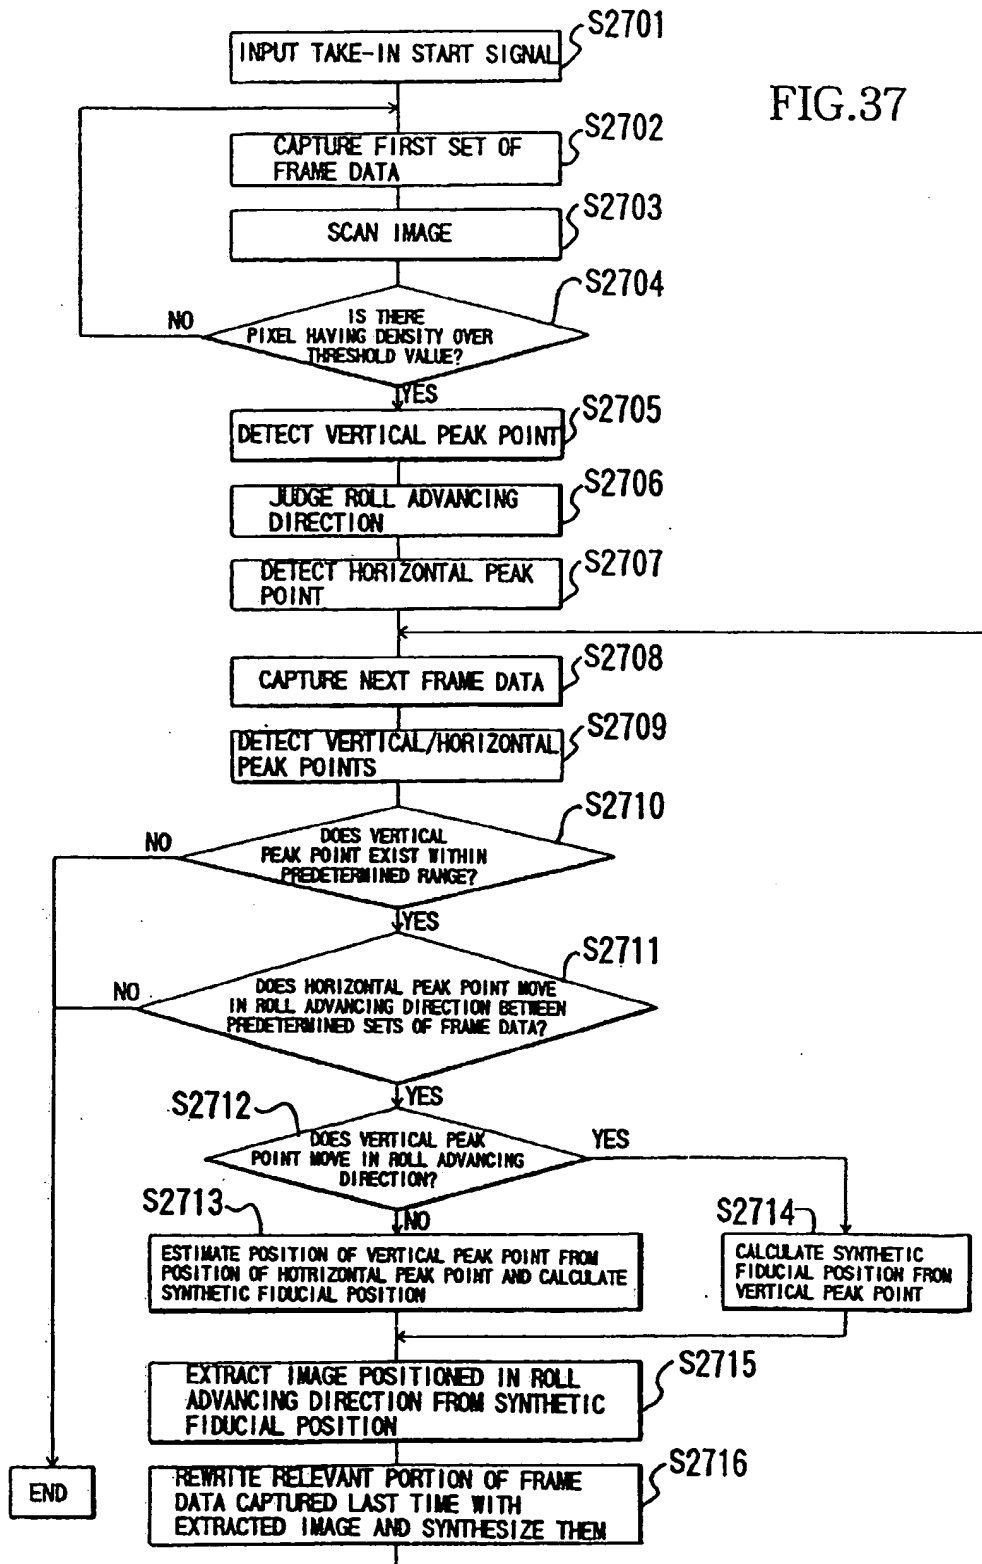 S2701
INPUT TAKE-IN START SIGNAL
FIG.37
S2702
CAPTURE FIRST SET OF
FRAME DATA
S2703
SCAN IMAGE
S2704
NO
IS THERE
PIXEL HAVING DENSITY OVER
THRESHOLD VALUE?
YES
S2705
DETECT VERTICAL PEAK POINT
S2706
JUDGE ROLL ADVANCING
DIRECTION
S2707
DETECT HORIZONTAL PEAK
POINT
S2708
CAPTURE NEXT FRAME DATA
S2709
DETECT VERTICAL/HORIZONTAL
PEAK POINTS
S2710
NO
DOES VERTICAL
PEAK POINT EXIST WITHIN
PREDETERMINED RANGE?
YES
S2711
NO
DOES HORIZONTAL PEAK POINT MOVE
IN ROLL ADVANCING DIRECTION BETWEEN
PREDETERMINED SETS OF FRAME DATA?
YES
S2712
DOES VERTICAL PEAK
POINT MOVE IN ROLL ADVANCING
DIRECTION?
YES
NO
S2713
ESTIMATE POSITION OF VERTICAL PEAK POINT FROM
POSITION OF HOTRIZONTAL PEAK POINT AND CALCULATE
SYNTHETIC FIDUCIAL POSITION
S2714
CALCULATE SYNTHETIC
FIDUCIAL POSITION FROM
VERTICAL PEAK POINT
S2715
EXTRACT IMAGE POSITIONED IN ROLL
ADVANCING DIRECTION FROM SYNTHETIC
FIDUCIAL POSITION
S2716
REWRITE RELEVANT PORTION OF FRAME
DATA CAPTURED LAST TIME WITH
EXTRACTED IMAGE AND SYNTHESIZE THEM
END